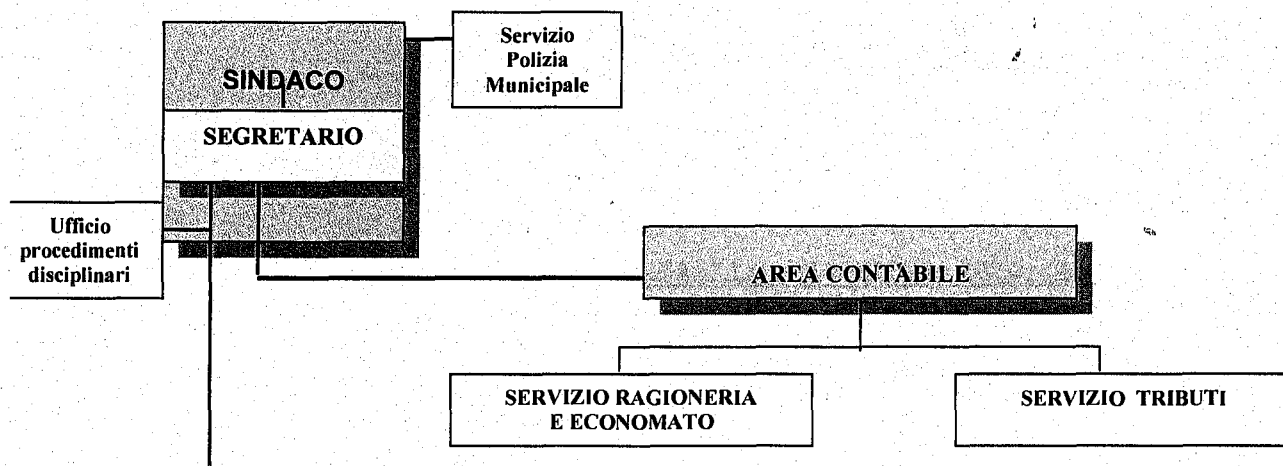 SINDACO
Servizio
Polizia
Municipale
SEGRETARIO
Ufficio
procedimenti
disciplinari
AREA CONTABILE
SERVIZIO RAGIONERIA
E ECONOMATO
SERVIZIO TRIBUTI